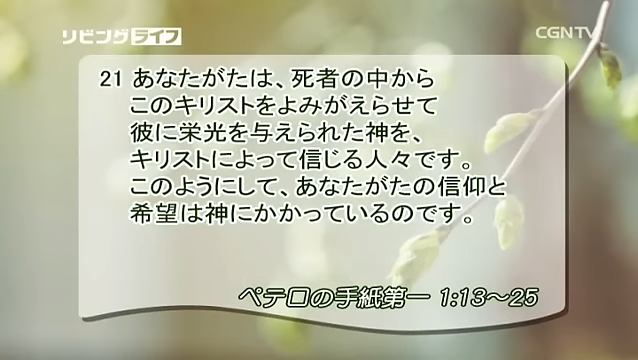 リビングライフ
CGNTV
21 あなたがたは、死者の中から
このキリストをよみがえらせて
彼に栄光を与えられた神を、
キリストによって信じる人々です。
このようにして、あなたがたの信仰と
希望は神にかかっているのです。
ペテロの手紙第一 1:13〜25